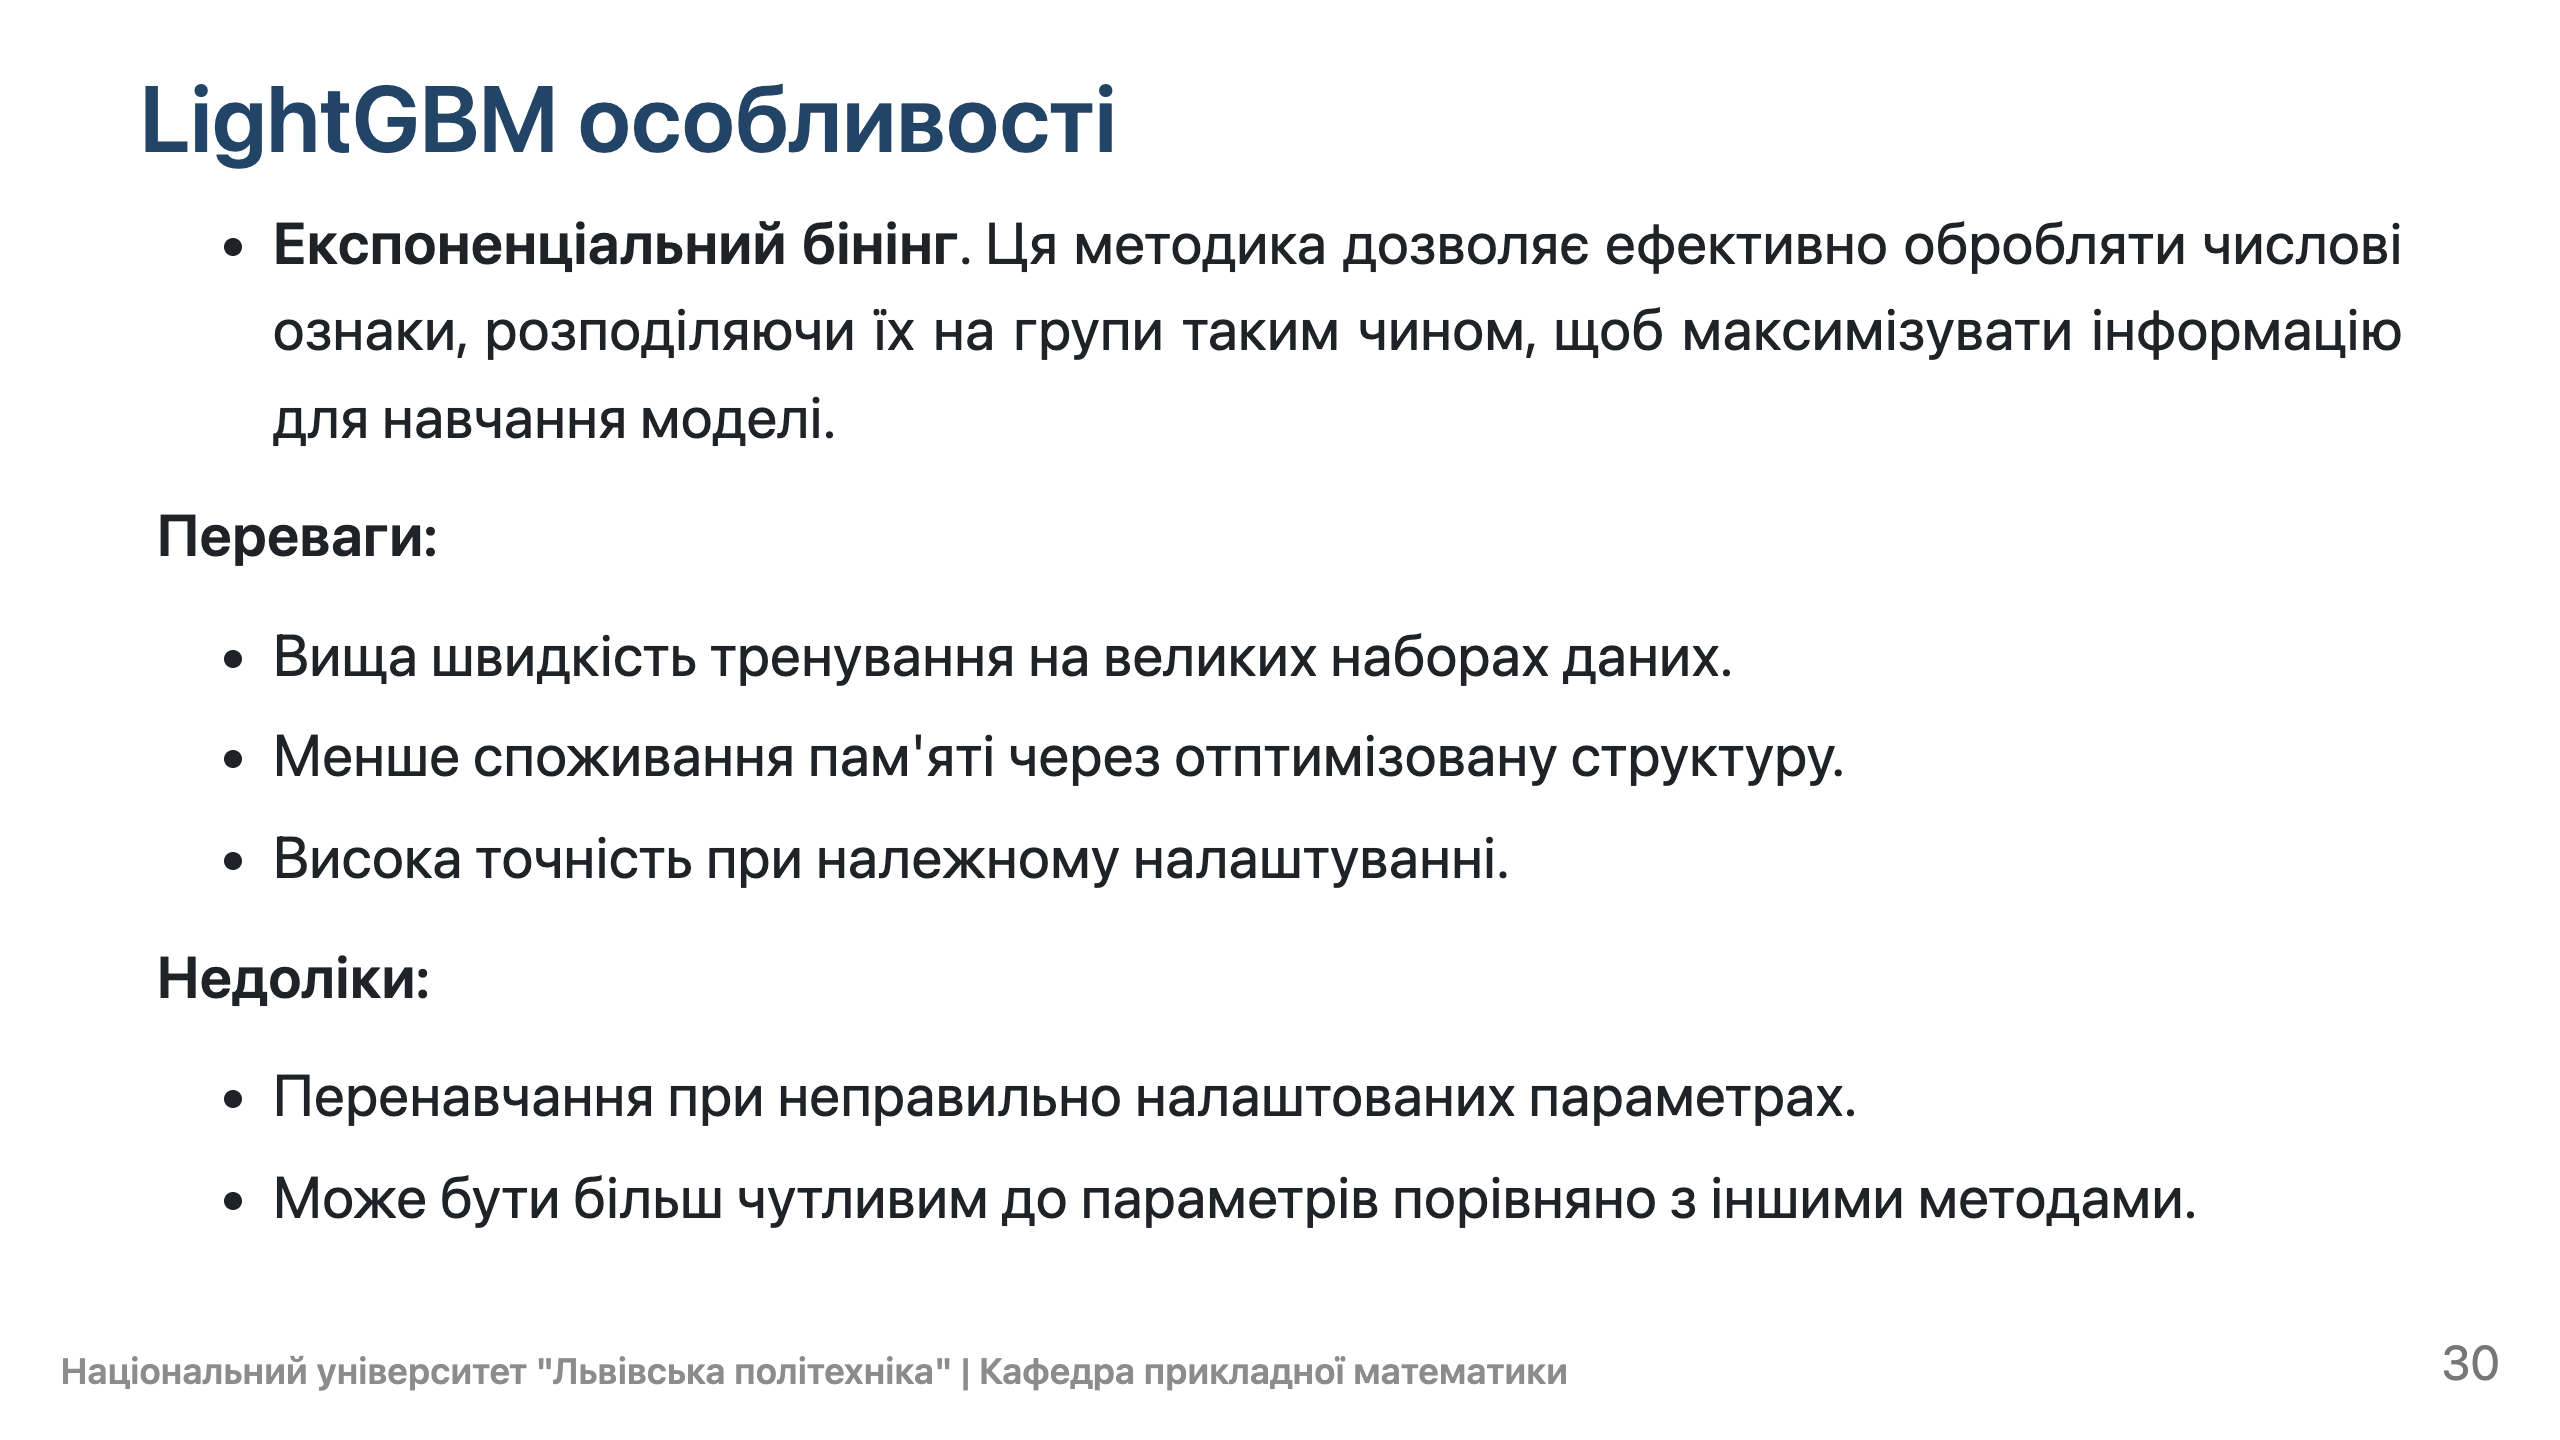 LightGBM особливості
• Експоненціальний бінінг. Ця методика дозволяє ефективно обробляти числові
ознаки, розподіляючи їх на групи таким чином, щоб максимізувати інформацію
для навчання моделі.
Переваги:
• Вища швидкість тренування на великих наборах даних.
• Менше споживання пам'яті через отптимізовану структуру.
• Висока точність при належному налаштуванні.
Недоліки:
• Перенавчання при неправильно налаштованих параметрах.
• Може бути більш чутливим до параметрів порівняно з іншими методами.
Національний університет "Львівська політехніка" | Кафедра прикладної математики
30